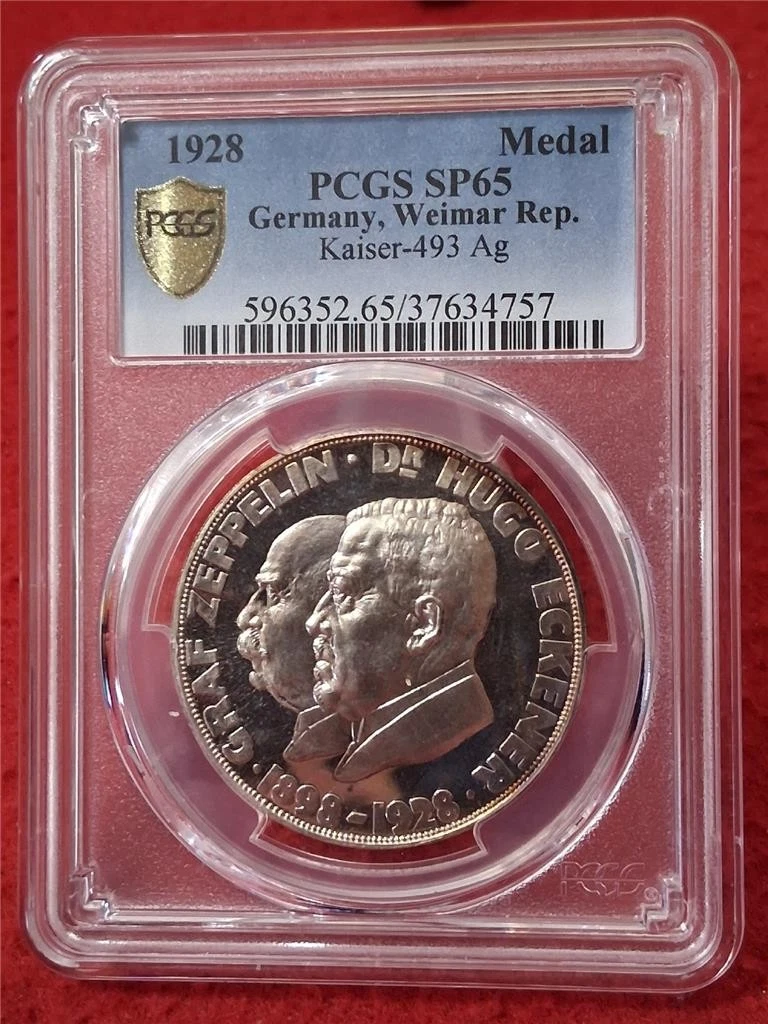 1928 Medal
PCGS SP65
PCGS
Germany, Weimar Rep.
Kaiser-493 Ag
596352.65/37634757
· GRAF ZEPPELIN · DR HUGO ECKENER ·
1898-1928
PCGS